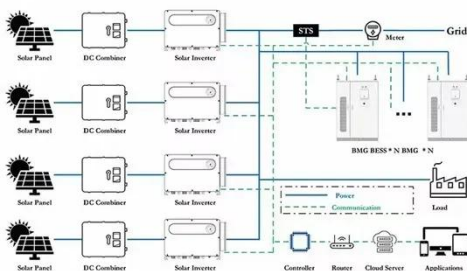 STS
Meter
Grid
Solar Panel DC Combiner Solar Inverter
Solar Panel DC Combiner Solar Inverter
BMG BESS * N BMG * N
Solar Panel DC Combiner Solar Inverter
Power
Communication
Load
Solar Panel DC Combiner Solar Inverter
Controller Router Cloud Server Applications